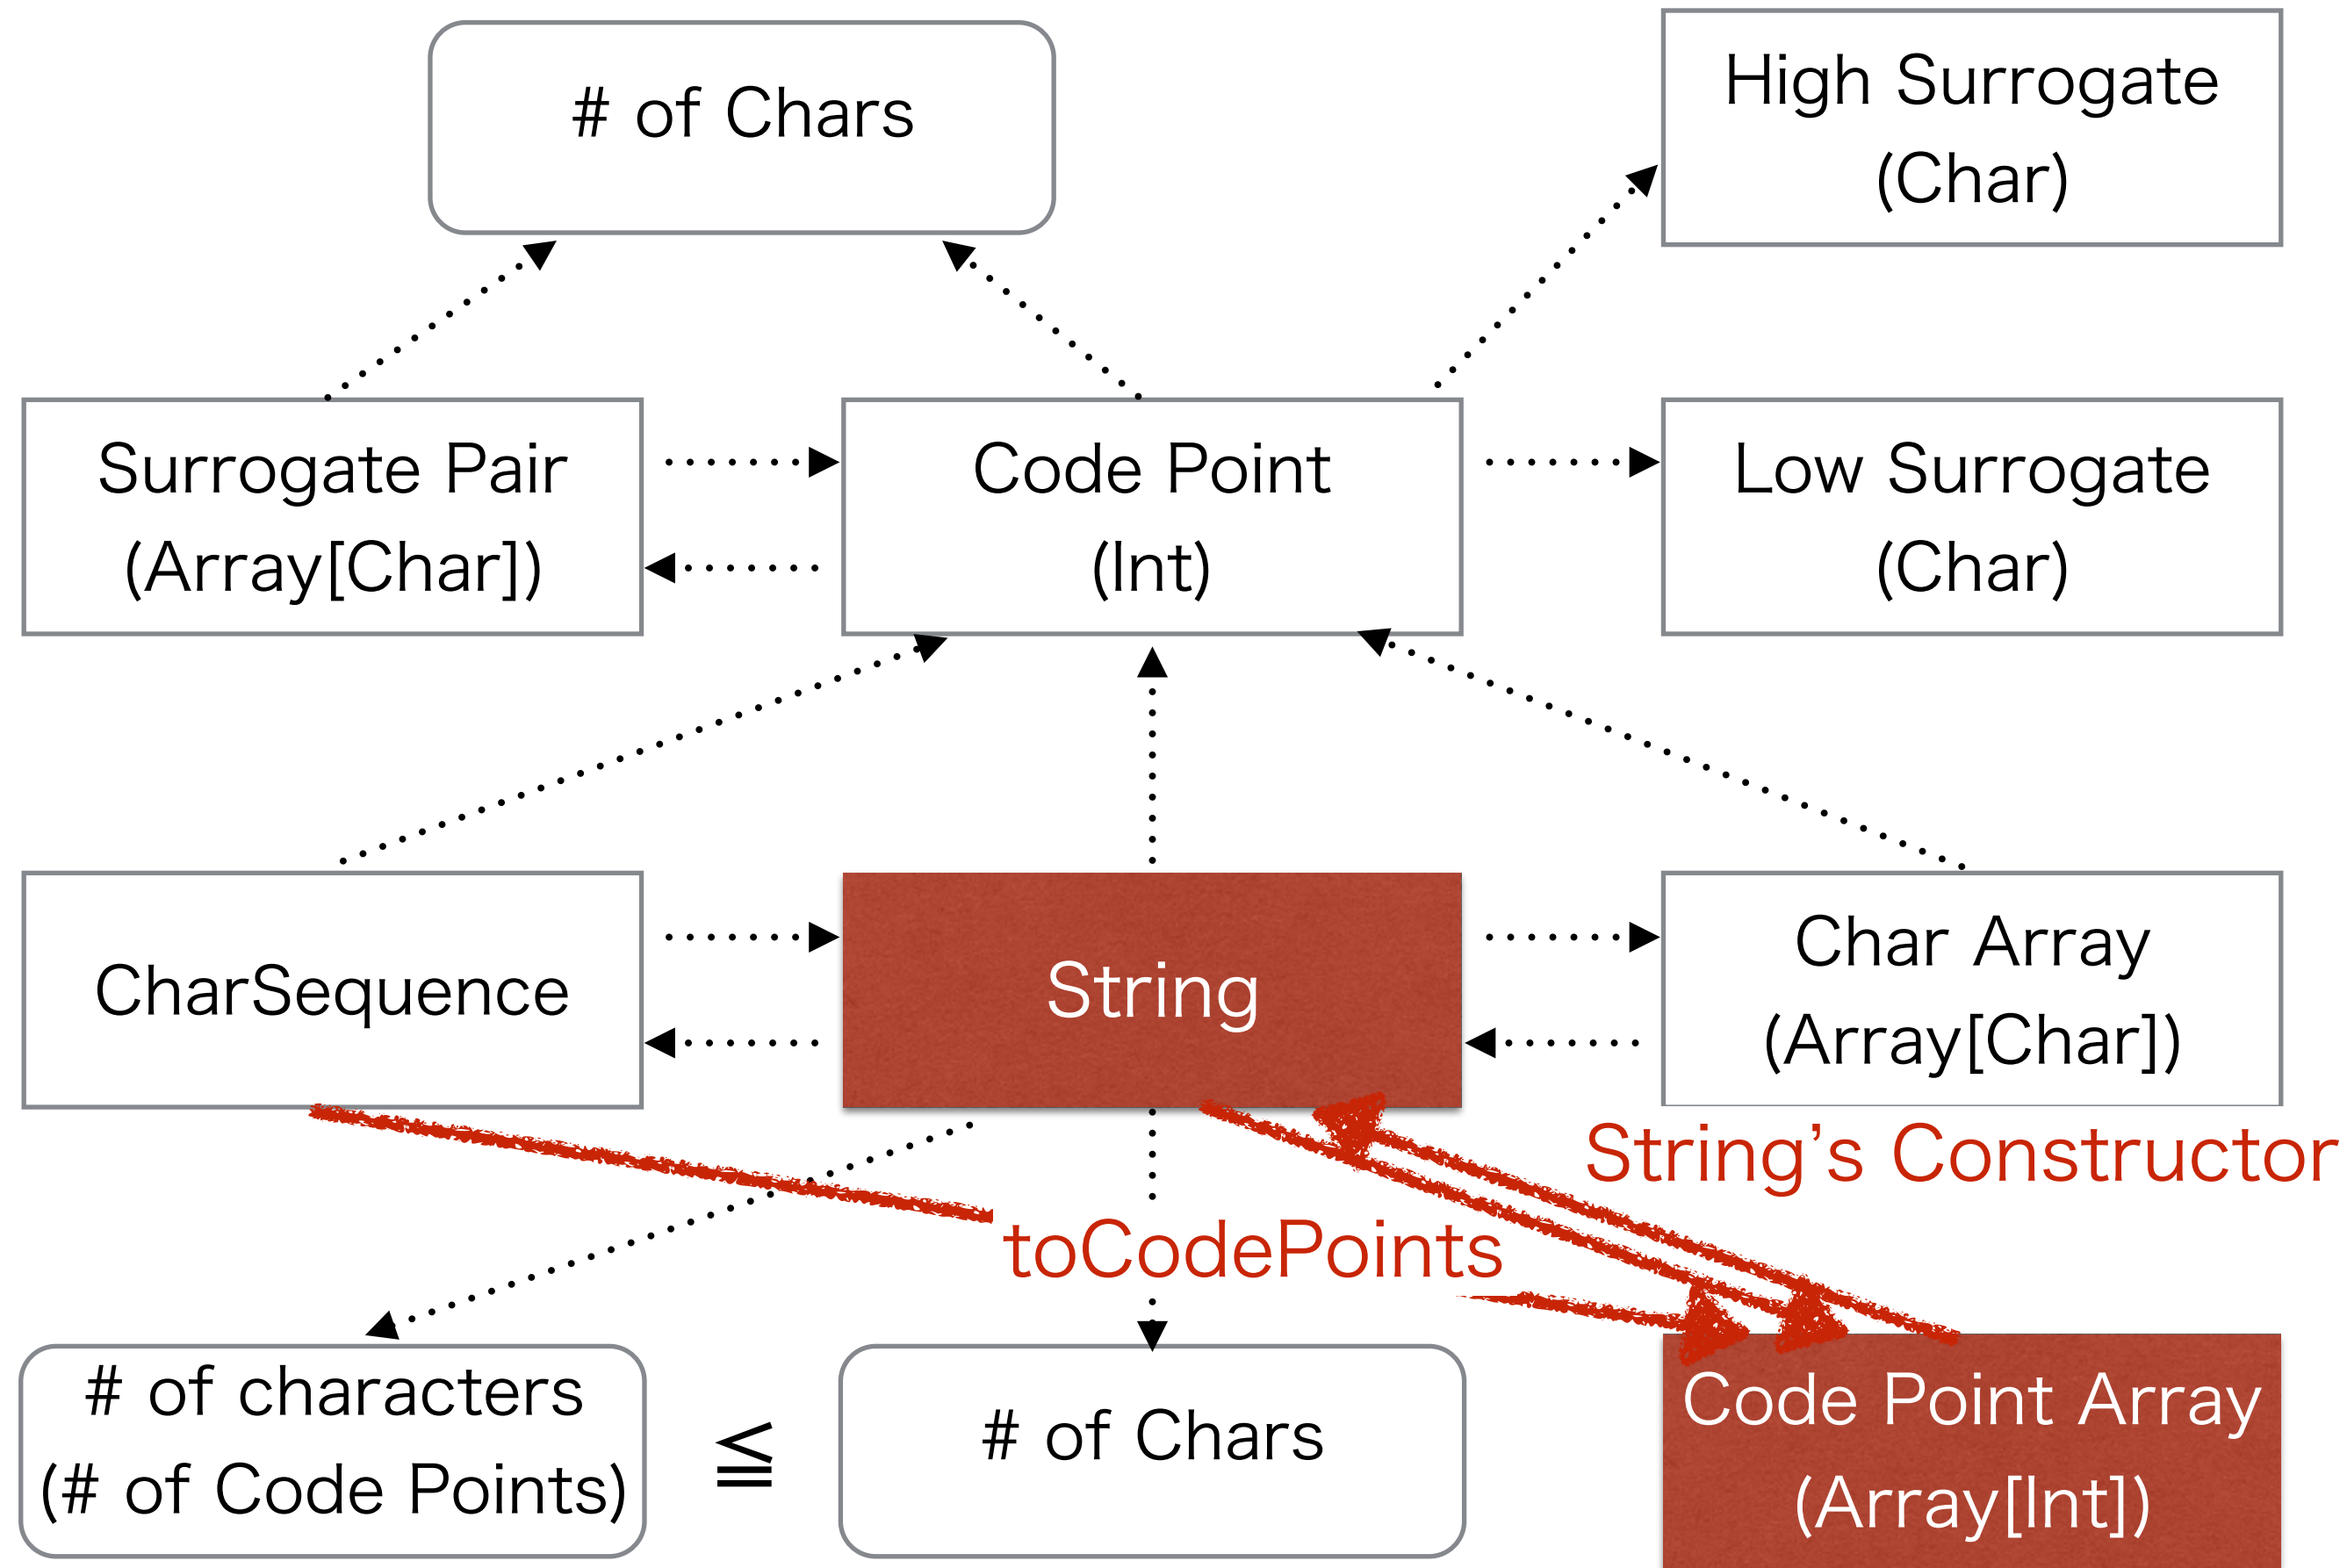 # of Chars
High Surrogate
(Char)
Surrogate Pair
(Array[Char])
Code Point
(Int)
Low Surrogate
(Char)
CharSequence
String
Char Array
(Array[Char])
String's Constructor
toCodePoints
# of characters
(# of Code Points)
≦
# of Chars
Code Point Array
(Array[Int])